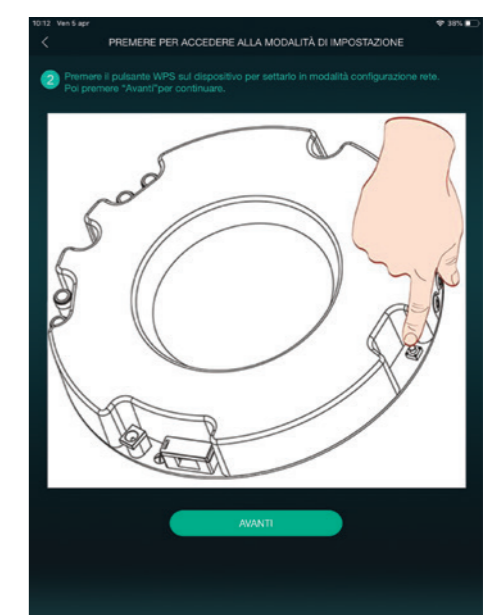 10:12 Ven 5 apr
38%
PREMERE PER ACCEDERE ALLA MODALITÀ DI IMPOSTAZIONE
2 Premere il pulsante WPS sul dispositivo per settarlo in modalità configurazione rete.
Poi premere "Avanti"per continuare.
AVANTI